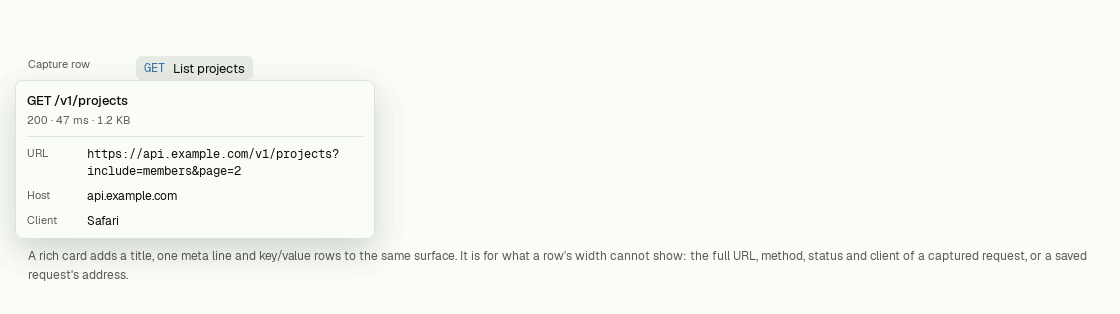 Capture row
GET List projects
GET /v1/projects
200 · 47 ms · 1.2 KB
URL https://api.example.com/v1/projects?
include=members&page=2
Host api.example.com
Client Safari
A rich card adds a title, one meta line and key/value rows to the same surface. It is for what a row's width cannot show: the full URL, method, status and client of a captured request, or a saved
request's address.